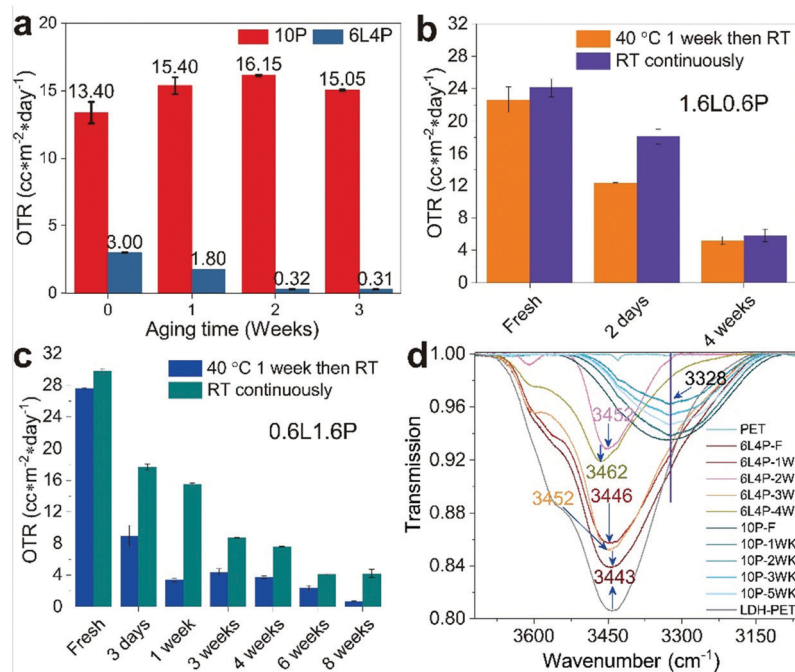 a
10P 6L4P
20
15
10
5
0
13.40 15.40 16.15 15.05
3.00 1.80 0.32 0.31
0 1 2 3
Aging time (Weeks)
OTR (cc*m⁻²*day⁻¹)
b
40 °C 1 week then RT
RT continuously
1.6L0.6P
32
28
24
20
16
12
8
4
0
Fresh 2 days 4 weeks
OTR (cc*m⁻²*day⁻¹)
c
40 °C 1 week then RT
RT continuously
0.6L1.6P
32
28
24
20
16
12
8
4
0
Fresh 3 days 1 week 3 weeks 4 weeks 6 weeks 8 weeks
OTR (cc*m⁻²*day⁻¹)
d
1.00
0.96
0.92
0.88
0.84
0.80
3328
3452
3462
3452
3446
3443
PET
6L4P-F
6L4P-1W
6L4P-2W
6L4P-3W
6L4P-4W
10P-F
10P-1WK
10P-2WK
10P-3WK
10P-5WK
LDH-PET
3600 3450 3300 3150
Wavenumber (cm⁻¹)
Transmission